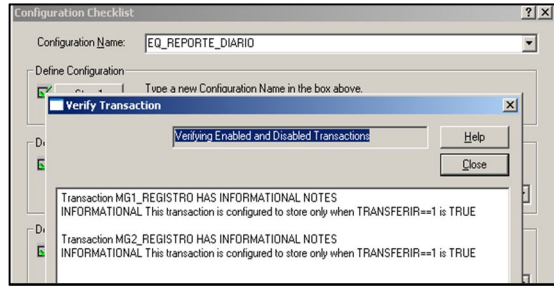 Configuration Checklist
Configuration Name: EQ_REPORTE_DIARIO
Define Configuration
Type a new Configuration Name in the box above.
Verify Transaction
Verifying Enabled and Disabled Transactions
Help
Close
Transaction MG1_REGISTRO HAS INFORMATIONAL NOTES
INFORMATIONAL This transaction is configured to store only when TRANSFERIR==1 is TRUE
Transaction MG2_REGISTRO HAS INFORMATIONAL NOTES
INFORMATIONAL This transaction is configured to store only when TRANSFERIR==1 is TRUE